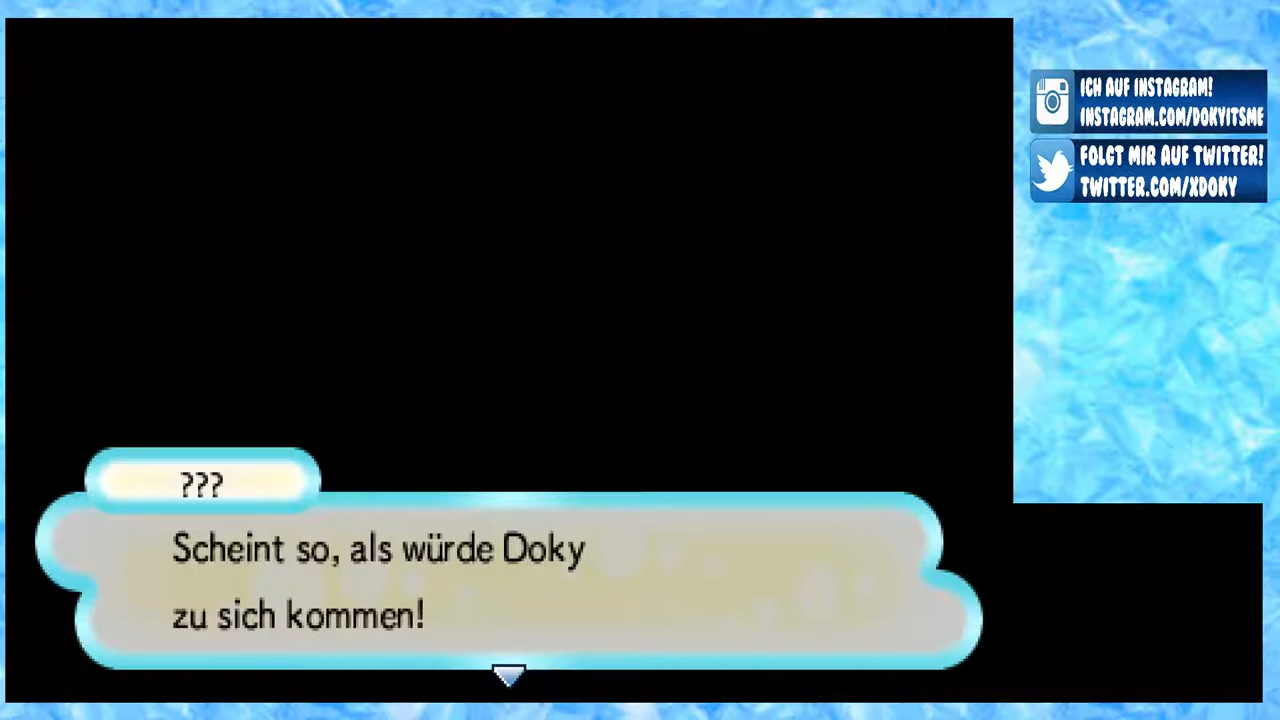 ICH AUF INSTAGRAM!
INSTAGRAM.COM/DOKYITSME
FOLGT MIR AUF TWITTER!
TWITTER.COM/XDOKY
???
Scheint so, als würde Doky
zu sich kommen!